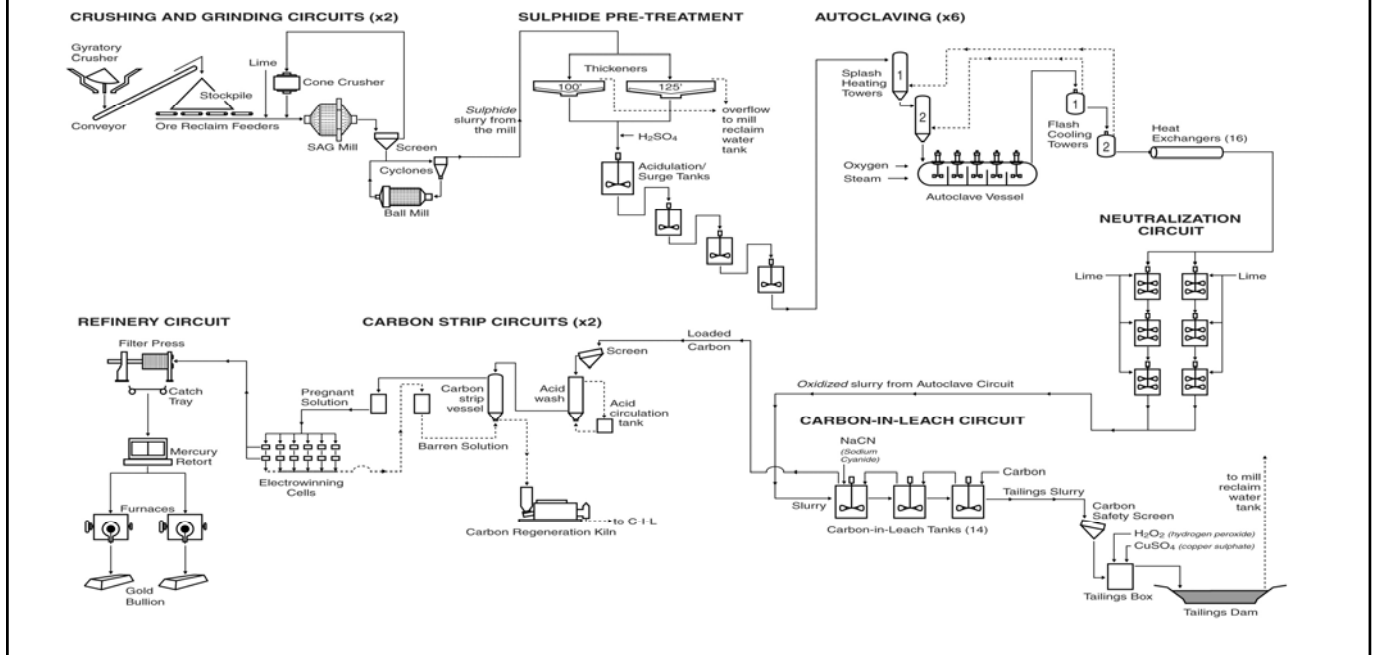 CRUSHING AND GRINDING CIRCUITS (x2)
Gyratory
Crusher
Lime
Cone Crusher
Stockpile
Conveyor
Ore Reclaim Feeders
SAG Mill
Screen
Cyclones
Ball Mill
SULPHIDE PRE-TREATMENT
Thickeners
100'
125'
Sulphide
slurry from
the mill
overflow
to mill
reclaim
water
tank
H₂SO₄
Acidulation/
Surge Tanks
AUTOCLAVING (x6)
Splash
Heating
Towers
1
2
1
Flash
Cooling
Towers
2
Heat
Exchangers (16)
Oxygen
Steam
Autoclave Vessel
NEUTRALIZATION
CIRCUIT
Lime
Lime
REFINERY CIRCUIT
Filter Press
Catch
Tray
Mercury
Retort
Furnaces
Gold
Bullion
CARBON STRIP CIRCUITS (x2)
Loaded
Carbon
Screen
Pregnant
Solution
Carbon
strip
vessel
Acid
wash
Acid
circulation
tank
Barren Solution
Electrowinning
Cells
Carbon Regeneration Kiln
to C-I-L
Oxidized slurry from Autoclave Circuit
CARBON-IN-LEACH CIRCUIT
NaCN
(Sodium
Cyanide)
Carbon
Slurry
Tailings Slurry
Carbon-in-Leach Tanks (14)
Carbon
Safety Screen
H₂O₂ (hydrogen peroxide)
CuSO₄ (copper sulphate)
Tailings Box
to mill
reclaim
water
tank
Tailings Dam